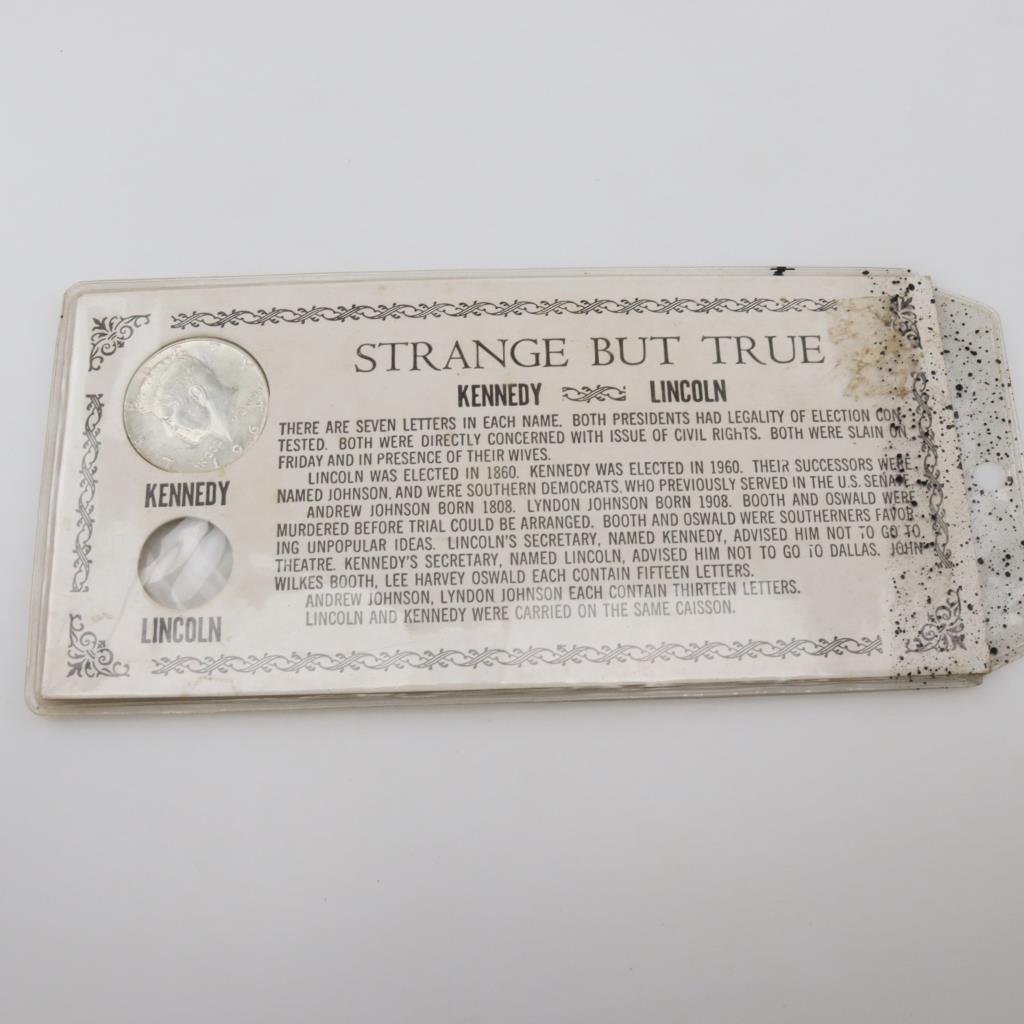 STRANGE BUT TRUE
KENNEDY LINCOLN
THERE ARE SEVEN LETTERS IN EACH NAME. BOTH PRESIDENTS HAD LEGALITY OF ELECTION CON-
TESTED. BOTH WERE DIRECTLY CONCERNED WITH ISSUE OF CIVIL RIGhTS. BOTH WERE SLAIN ON
FRIDAY AND IN PRESENCE OF THEIR WIVES.
LINCOLN WAS ELECTED IN 1860. KENNEDY WAS ELECTED IN 1960. THEIR SUCCESSORS WERE
NAMED JOHNSON, AND WERE SOUTHERN DEMOCRATS, WHO PREVIOUSLY SERVED IN THE U.S. SENATE.
ANDREW JOHNSON BORN 1808. LYNDON JOHNSON BORN 1908. BOOTH AND OSWALD WERE
MURDERED BEFORE TRIAL COULD BE ARRANGED. BOOTH AND OSWALD WERE SOUTHERNERS FAVOR-
ING UNPOPULAR IDEAS. LINCOLN'S SECRETARY, NAMED KENNEDY, ADVISED HIM NOT TO GO TO
THEATRE. KENNEDY'S SECRETARY, NAMED LINCOLN, ADVISED HIM NOT TO GO TO DALLAS. JOHN
WILKES BOOTH, LEE HARVEY OSWALD EACH CONTAIN FIFTEEN LETTERS.
ANDREW JOHNSON, LYNDON JOHNSON EACH CONTAIN THIRTEEN LETTERS.
LINCOLN AND KENNEDY WERE CARRIED ON THE SAME CAISSON.
KENNEDY
LINCOLN